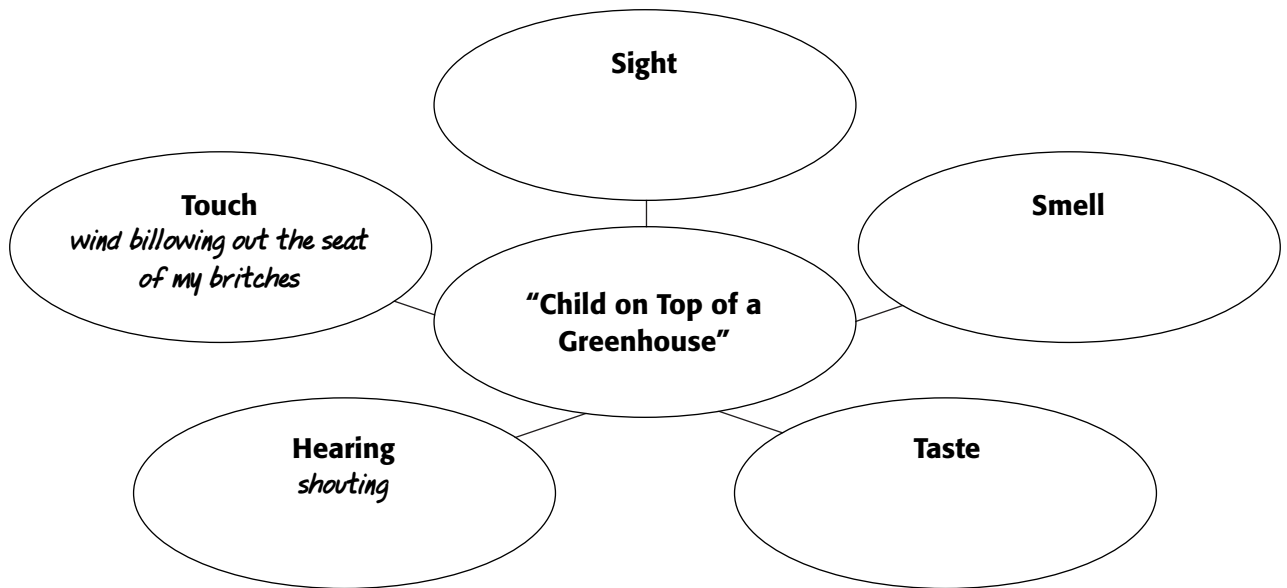 Sight
Touch
wind billowing out the seat
of my britches
Smell
“Child on Top of a
Greenhouse”
Hearing
shouting
Taste